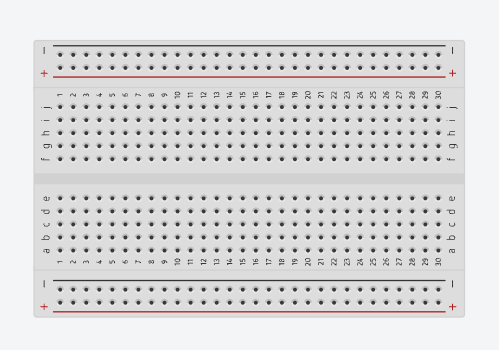 − −
+ +
1 2 3 4 5 6 7 8 9 10 11 12 13 14 15 16 17 18 19 20 21 22 23 24 25 26 27 28 29 30
j j
i i
h h
g g
f f
e e
d d
c c
b b
a a
1 2 3 4 5 6 7 8 9 10 11 12 13 14 15 16 17 18 19 20 21 22 23 24 25 26 27 28 29 30
− −
+ +